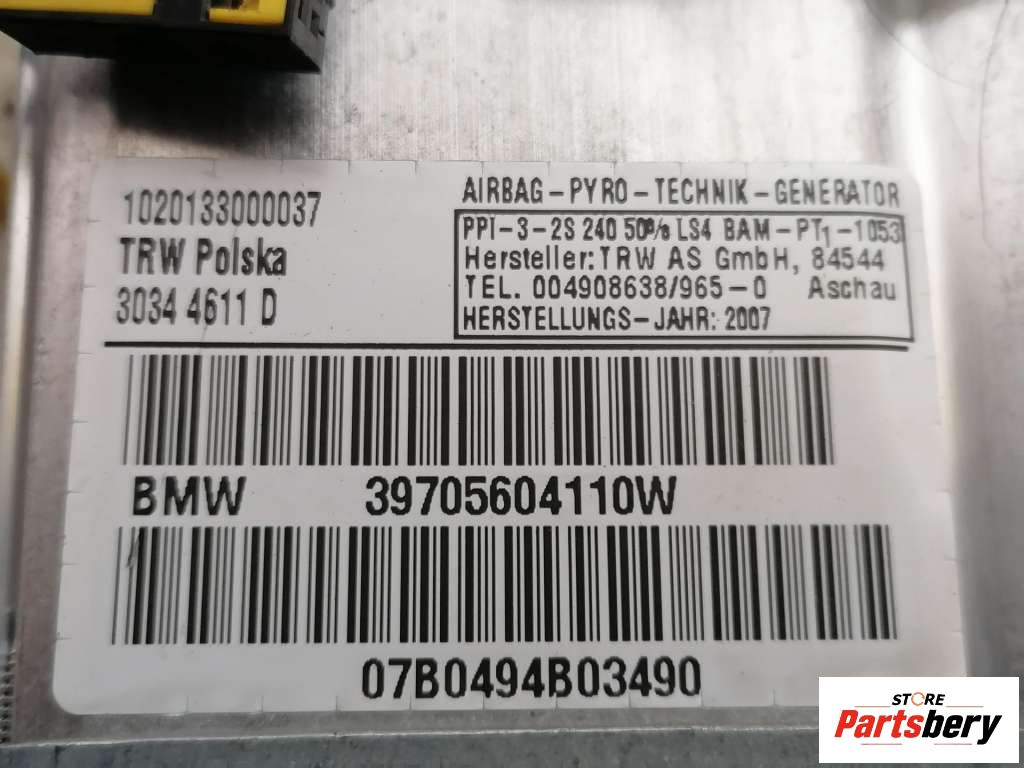 1020133000037
TRW Polska
3034 4611 D
AIRBAG-PYRO-TECHNIK-GENERATOR
PPI-3-2S 240 50%% LS4 BAM-PT1-1053
Hersteller: TRW AS GmbH, 84544
TEL. 004908638/965-0 Aschau
HERSTELLUNGS-JAHR: 2007
BMW 39705604110W
07B0494B03490
STORE
Partsbery